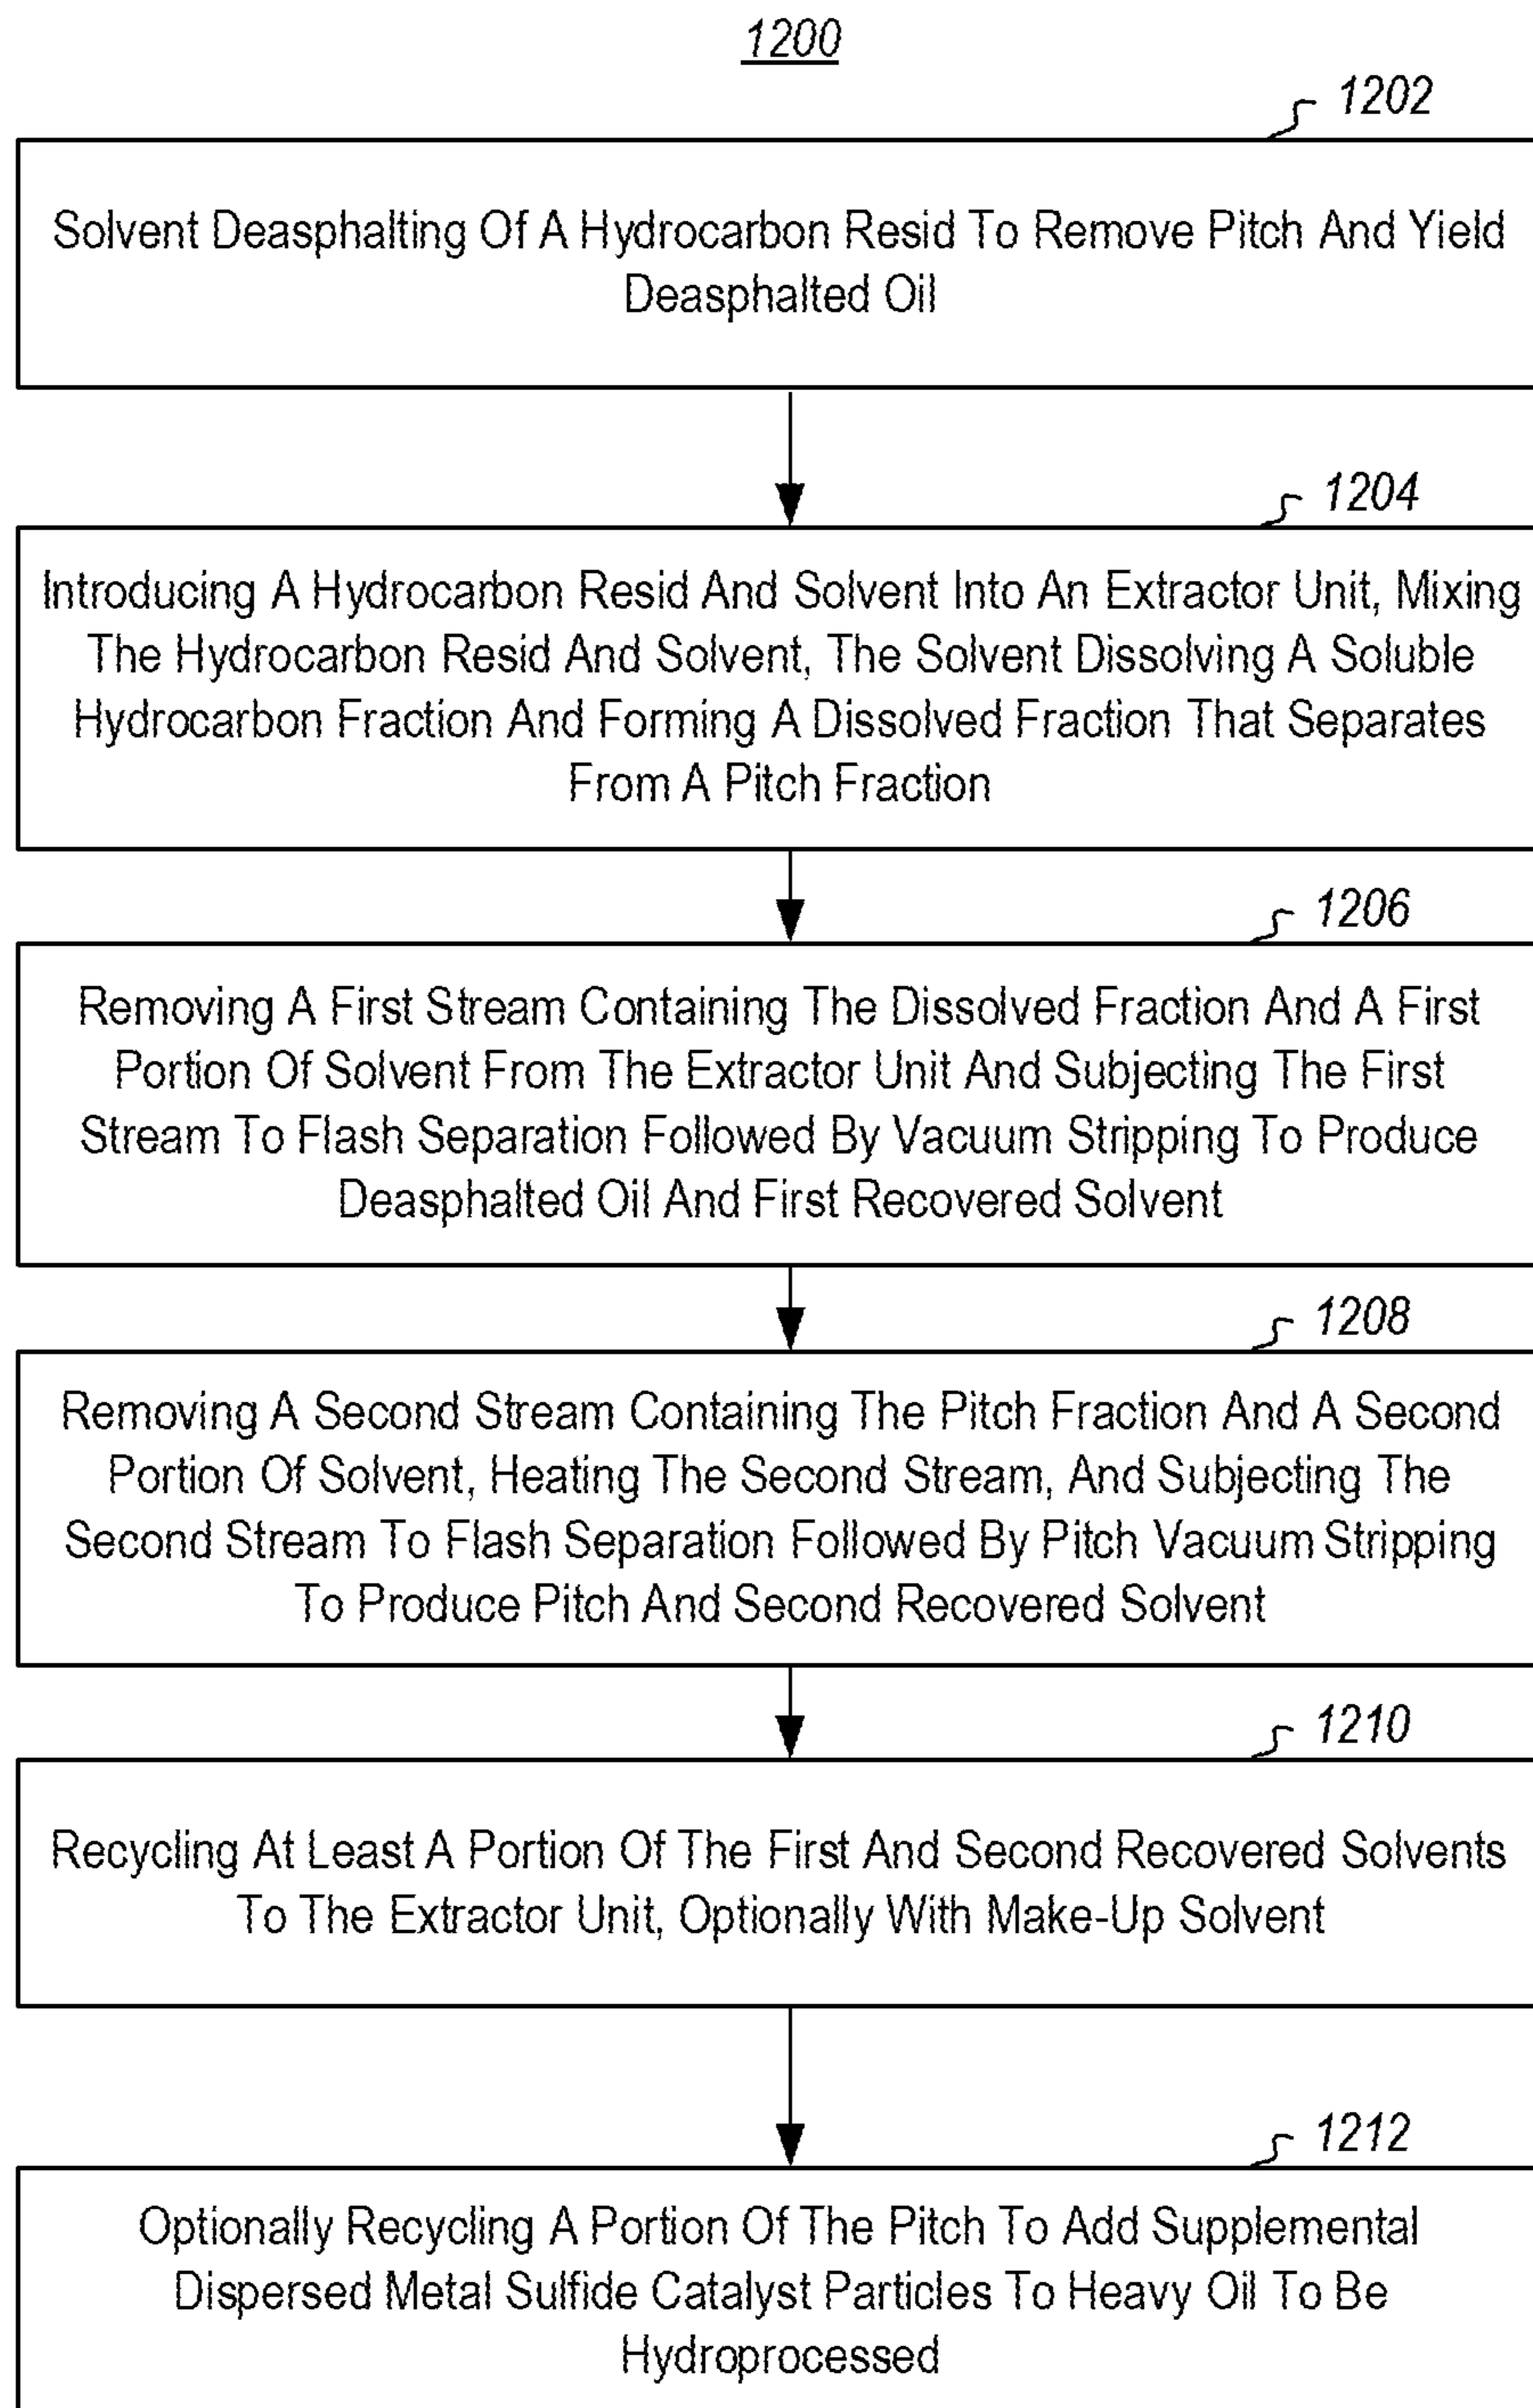 1200
1202
Solvent Deasphalting Of A Hydrocarbon Resid To Remove Pitch And Yield
Deasphalted Oil
1204
Introducing A Hydrocarbon Resid And Solvent Into An Extractor Unit, Mixing
The Hydrocarbon Resid And Solvent, The Solvent Dissolving A Soluble
Hydrocarbon Fraction And Forming A Dissolved Fraction That Separates
From A Pitch Fraction
1206
Removing A First Stream Containing The Dissolved Fraction And A First
Portion Of Solvent From The Extractor Unit And Subjecting The First
Stream To Flash Separation Followed By Vacuum Stripping To Produce
Deasphalted Oil And First Recovered Solvent
1208
Removing A Second Stream Containing The Pitch Fraction And A Second
Portion Of Solvent, Heating The Second Stream, And Subjecting The
Second Stream To Flash Separation Followed By Pitch Vacuum Stripping
To Produce Pitch And Second Recovered Solvent
1210
Recycling At Least A Portion Of The First And Second Recovered Solvents
To The Extractor Unit, Optionally With Make-Up Solvent
1212
Optionally Recycling A Portion Of The Pitch To Add Supplemental
Dispersed Metal Sulfide Catalyst Particles To Heavy Oil To Be
Hydroprocessed